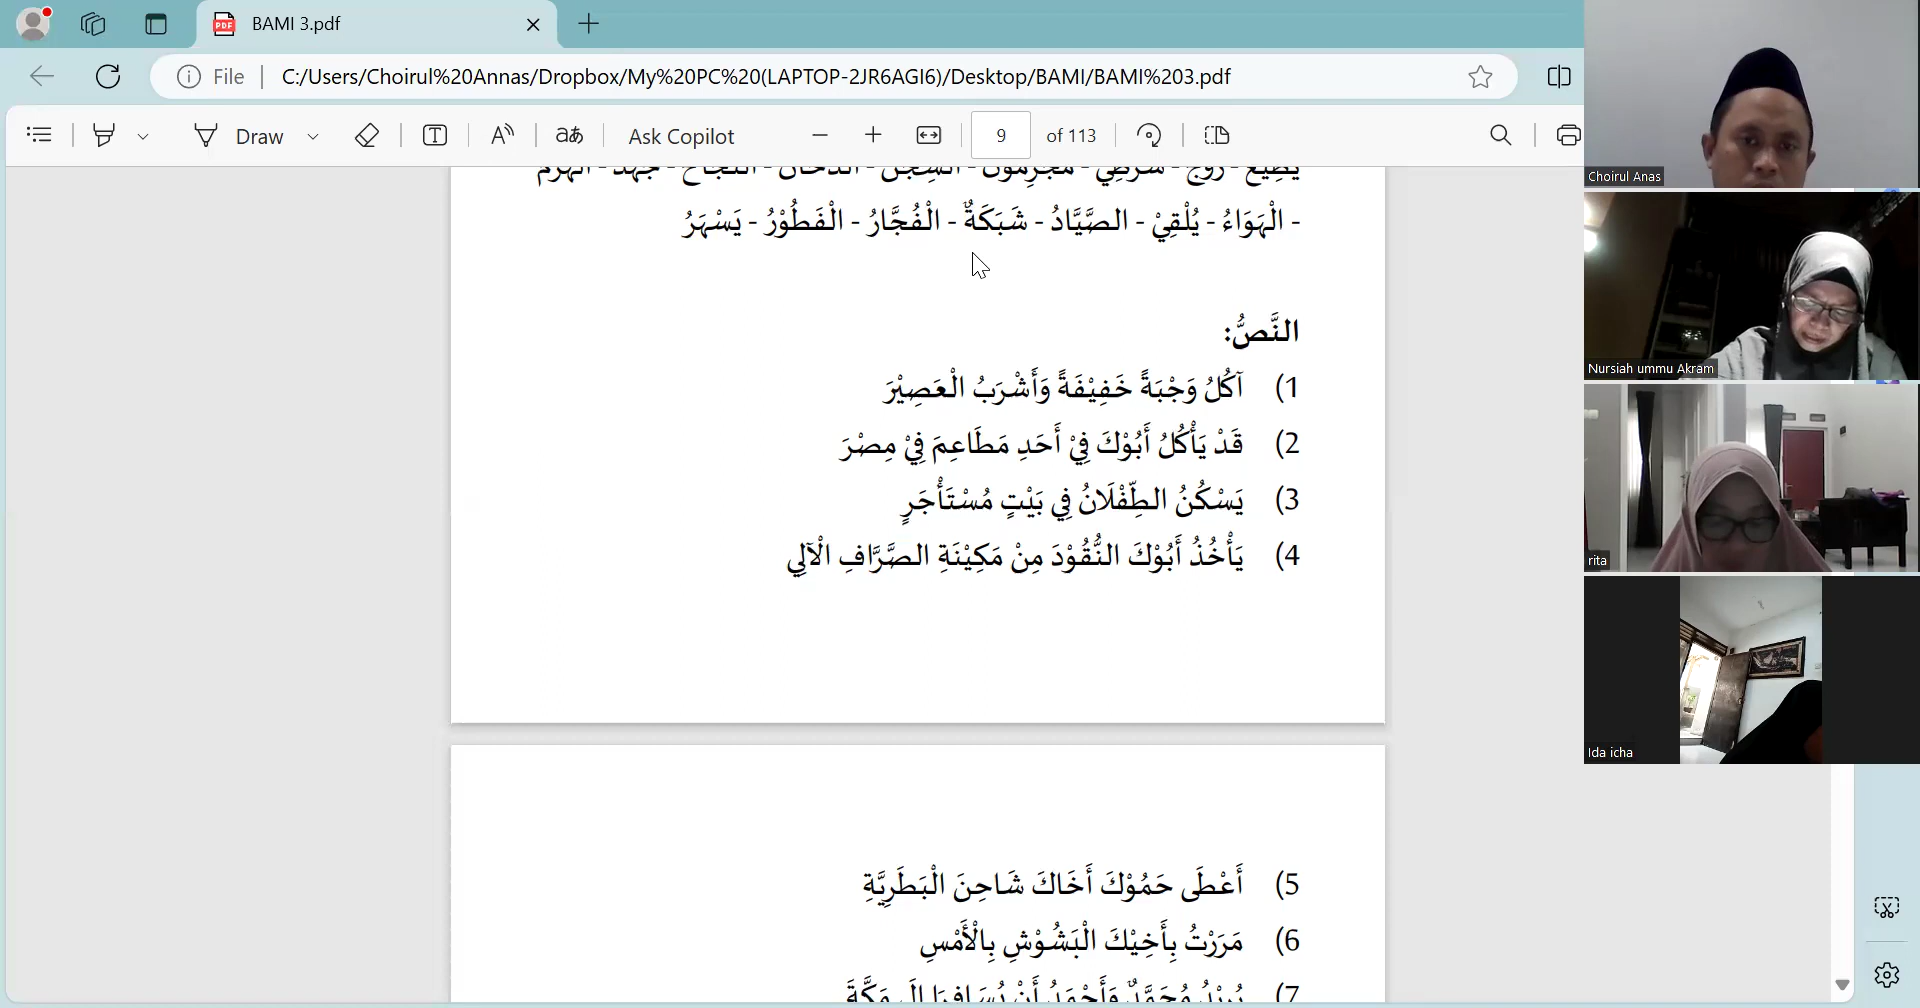 BAMI 3.pdf
File
C:/Users/Choirul%20Annas/Dropbox/My%20PC%20(LAPTOP-2JR6AGI6)/Desktop/BAMI/BAMI%203.pdf
Draw
Ask Copilot
9 of 113
- الْهَوَاءُ - يُلْقِيْ - الصَّيَّادُ - شَبَكَةٌ - الْفُجَّارُ - الْفَطُوْرُ - يَسْهَرُ
النَّصُّ:
1) آكُلُ وَجْبَةً خَفِيْفَةً وَأَشْرَبُ الْعَصِيْرَ
2) قَدْ يَأْكُلُ أَبُوْكَ فِيْ أَحَدِ مَطَاعِمَ فِيْ مِصْرَ
3) يَسْكُنُ الطِّفْلَانُ فِي بَيْتٍ مُسْتَأْجَرٍ
4) يَأْخُذُ أَبُوْكَ النُّقُوْدَ مِنْ مَكِيْنَةِ الصَّرَّافِ الْآلِي
5) أَعْطَى حَمُوْكَ أَخَاكَ شَاحِنَ الْبَطَرِيَّةِ
6) مَرَرْتُ بِأَخِيْكَ الْبَشُوْشِ بِالْأَمْسِ
7) يُرِيْدُ مُحَمَّدٌ وَأَحْمَدُ أَنْ يُسَافِرَا
Choirul Anas
Nursiah ummu Akram
rita
Ida icha